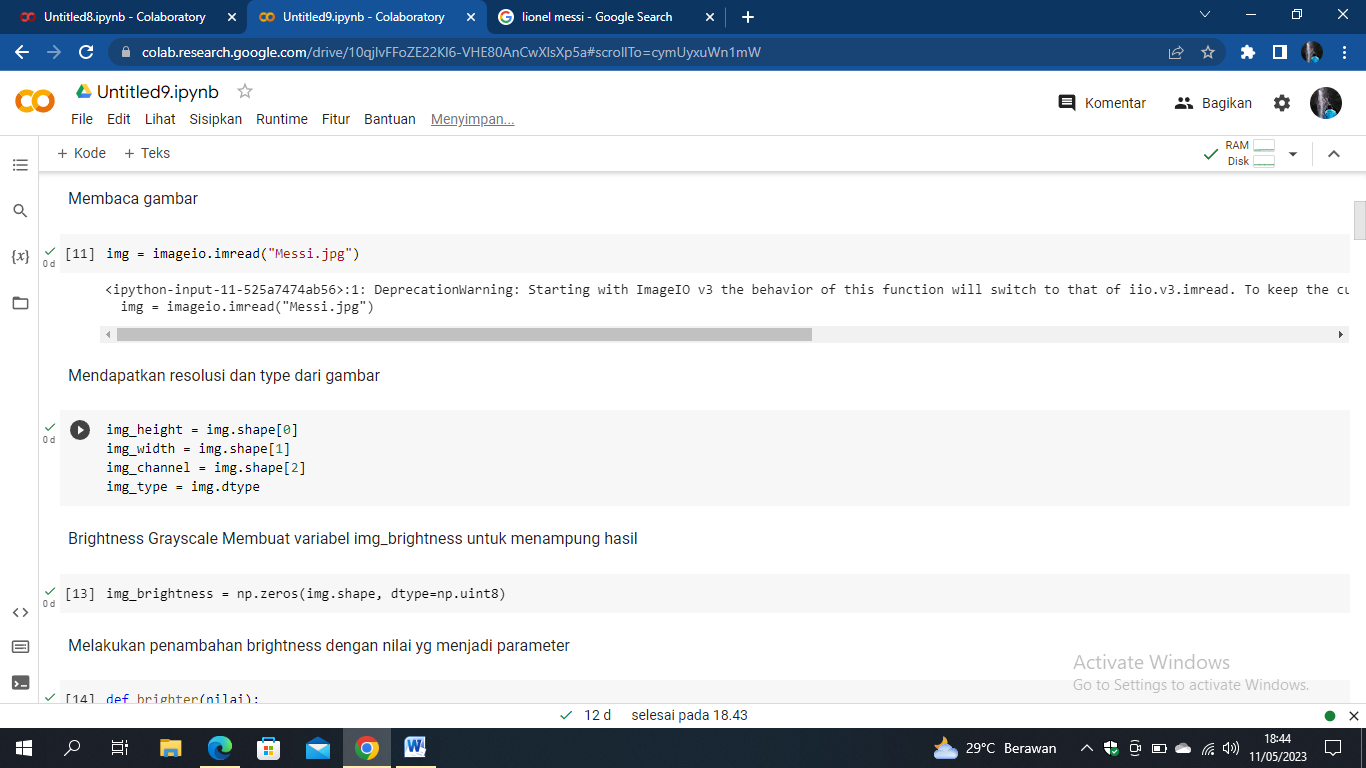 Untitled8.ipynb - Colaboratory
Untitled9.ipynb - Colaboratory
lionel messi - Google Search
colab.research.google.com/drive/10qjlvFFoZE22Kl6-VHE80AnCwXlsXp5a#scrollTo=cymUyxuWn1mW
Untitled9.ipynb
File Edit Lihat Sisipkan Runtime Fitur Bantuan Menyimpan...
Komentar Bagikan
+ Kode + Teks
RAM
Disk
Membaca gambar
[11] img = imageio.imread("Messi.jpg")
0 d
<ipython-input-11-525a7474ab56>:1: DeprecationWarning: Starting with ImageIO v3 the behavior of this function will switch to that of iio.v3.imread. To keep the cu
img = imageio.imread("Messi.jpg")
Mendapatkan resolusi dan type dari gambar
0 d
img_height = img.shape[0]
img_width = img.shape[1]
img_channel = img.shape[2]
img_type = img.dtype
Brightness Grayscale Membuat variabel img_brightness untuk menampung hasil
[13] img_brightness = np.zeros(img.shape, dtype=np.uint8)
0 d
Melakukan penambahan brightness dengan nilai yg menjadi parameter
[14] def brighter(nilai):
Activate Windows
Go to Settings to activate Windows.
12 d selesai pada 18.43
29°C Berawan
18:44
11/05/2023